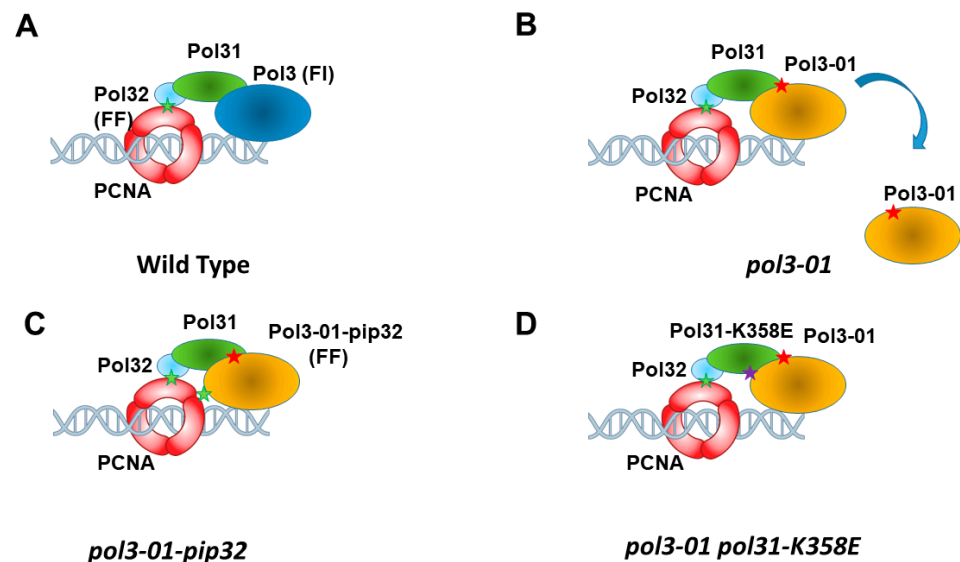 A
Pol31
Pol3 (FI)
Pol32
(FF)
PCNA
Wild Type
B
Pol31
Pol3-01
Pol32
PCNA
Pol3-01
pol3-01
C
Pol31
Pol3-01-pip32
(FF)
Pol32
PCNA
pol3-01-pip32
D
Pol31-K358E
Pol3-01
Pol32
PCNA
pol3-01 pol31-K358E